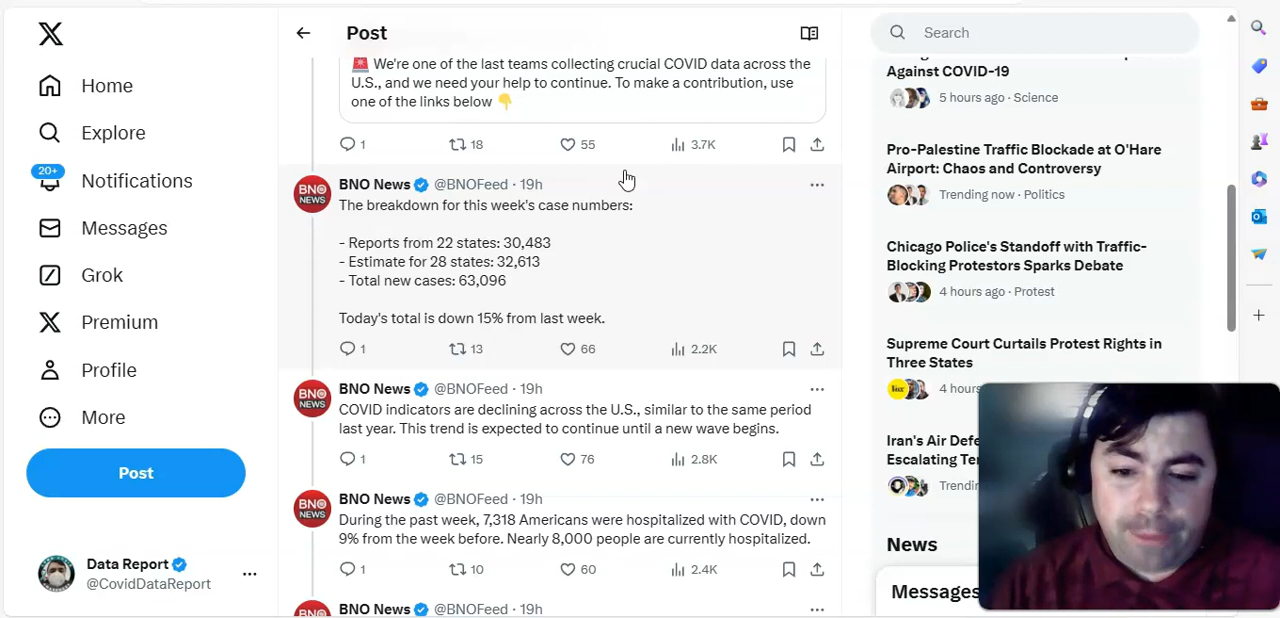 Home
Explore
20+
Notifications
Messages
Grok
Premium
Profile
More
Post
Data Report
@CovidDataReport
Post
🚨 We're one of the last teams collecting crucial COVID data across the
U.S., and we need your help to continue. To make a contribution, use
one of the links below 👇
1 18 55 3.7K
BNO News @BNOFeed · 19h
The breakdown for this week's case numbers:
- Reports from 22 states: 30,483
- Estimate for 28 states: 32,613
- Total new cases: 63,096
Today's total is down 15% from last week.
1 13 66 2.2K
BNO News @BNOFeed · 19h
COVID indicators are declining across the U.S., similar to the same period
last year. This trend is expected to continue until a new wave begins.
1 15 76 2.8K
BNO News @BNOFeed · 19h
During the past week, 7,318 Americans were hospitalized with COVID, down
9% from the week before. Nearly 8,000 people are currently hospitalized.
1 10 60 2.4K
BNO News @BNOFeed · 19h
Search
Against COVID-19
5 hours ago · Science
Pro-Palestine Traffic Blockade at O'Hare
Airport: Chaos and Controversy
Trending now · Politics
Chicago Police's Standoff with Traffic-
Blocking Protestors Sparks Debate
4 hours ago · Protest
Supreme Court Curtails Protest Rights in
Three States
4 hours
Iran's Air
Escalating
News
Messages